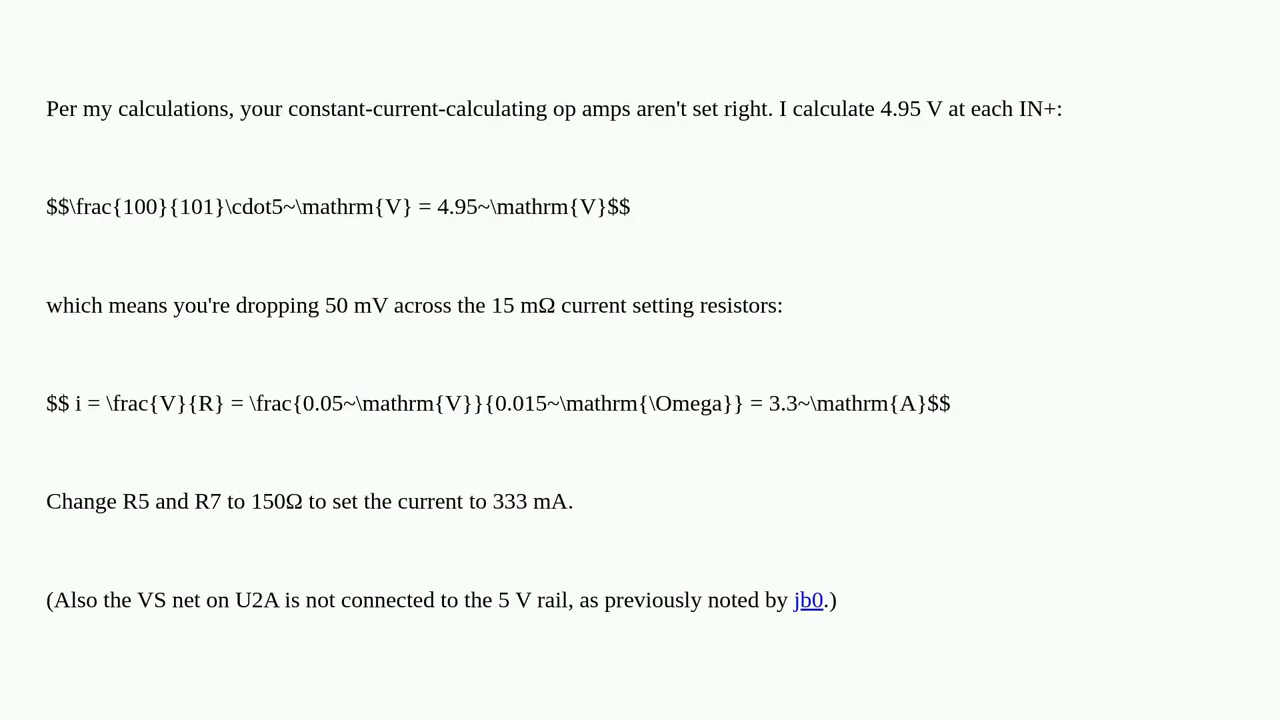 Per my calculations, your constant-current-calculating op amps aren't set right. I calculate 4.95 V at each IN+:
$$\frac{100}{101}\cdot5~\mathrm{V} = 4.95~\mathrm{V}$$
which means you're dropping 50 mV across the 15 mΩ current setting resistors:
$$ i = \frac{V}{R} = \frac{0.05~\mathrm{V}}{0.015~\mathrm{\Omega}} = 3.3~\mathrm{A}$$
Change R5 and R7 to 150Ω to set the current to 333 mA.
(Also the VS net on U2A is not connected to the 5 V rail, as previously noted by jb0.)